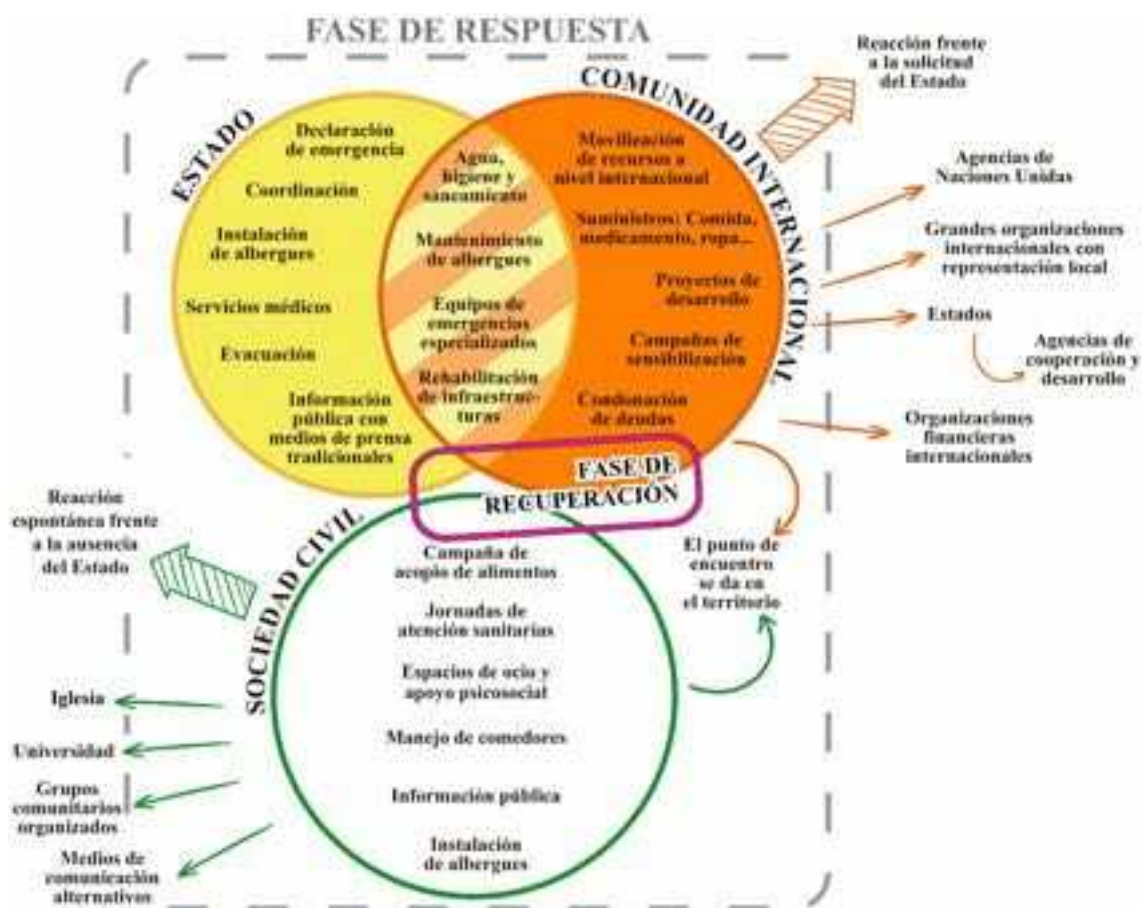 FASE DE RESPUESTA
ESTADO
Declaración
de emergencia
Coordinación
Instalación
de albergues
Servicios médicos
Evacuación
Información
pública con
medios de prensa
tradicionales
Agua,
higiene y
saneamiento
Mantenimiento
de albergues
Equipos de
emergencias
especializados
Rehabilitación
de infraestruc-
turas
COMUNIDAD INTERNACIONAL
Movilización
de recursos a
nivel internacional
Suministros: Comida,
medicamento, ropa...
Proyectos de
desarrollo
Campañas de
sensibilización
Condonación
de deudas
Reacción frente
a la solicitud
del Estado
Agencias de
Naciones Unidas
Grandes organizaciones
internacionales con
representación local
Estados
Agencias de
cooperación y
desarrollo
Organizaciones
financieras
internacionales
FASE DE
RECUPERACIÓN
El punto de
encuentro
se da en
el territorio
SOCIEDAD CIVIL
Campaña de
acopio de alimentos
Jornadas de
atención sanitarias
Espacios de ocio y
apoyo psicosocial
Manejo de comedores
Información pública
Instalación
de albergues
Reacción
espontánea frente
a la ausencia
del Estado
Iglesia
Universidad
Grupos
comunitarios
organizados
Medios de
comunicación
alternativos